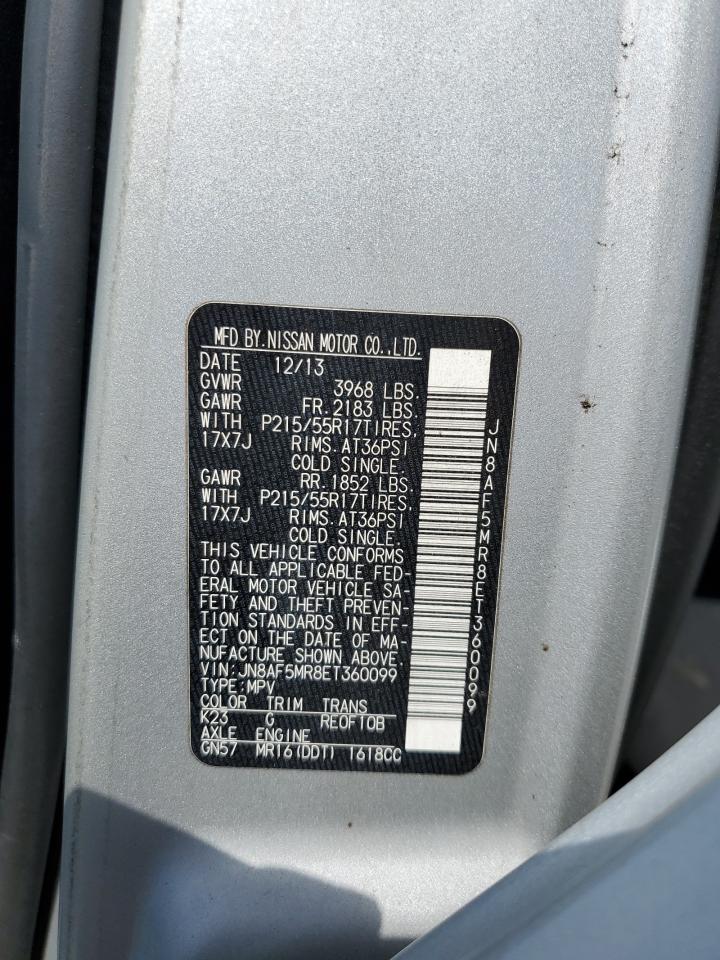 MFD BY.NISSAN MOTOR CO.,LTD.
DATE 12/13
GVWR 3968 LBS.
GAWR FR.2183 LBS.
WITH P215/55R17TIRES,
17X7J RIMS.AT36PSI
COLD SINGLE.
GAWR RR.1852 LBS.
WITH P215/55R17TIRES,
17X7J RIMS.AT36PSI
COLD SINGLE.
THIS VEHICLE CONFORMS
TO ALL APPLICABLE FED-
ERAL MOTOR VEHICLE SA-
FETY AND THEFT PREVEN-
TION STANDARDS IN EFF-
ECT ON THE DATE OF MA-
NUFACTURE SHOWN ABOVE.
VIN:JN8AF5MR8ET360099
TYPE:MPV
COLOR TRIM TRANS
K23 G RE0F10B
AXLE ENGINE
GN57 MR16(DDT) 1618CC
JN8AF5MR8ET360099